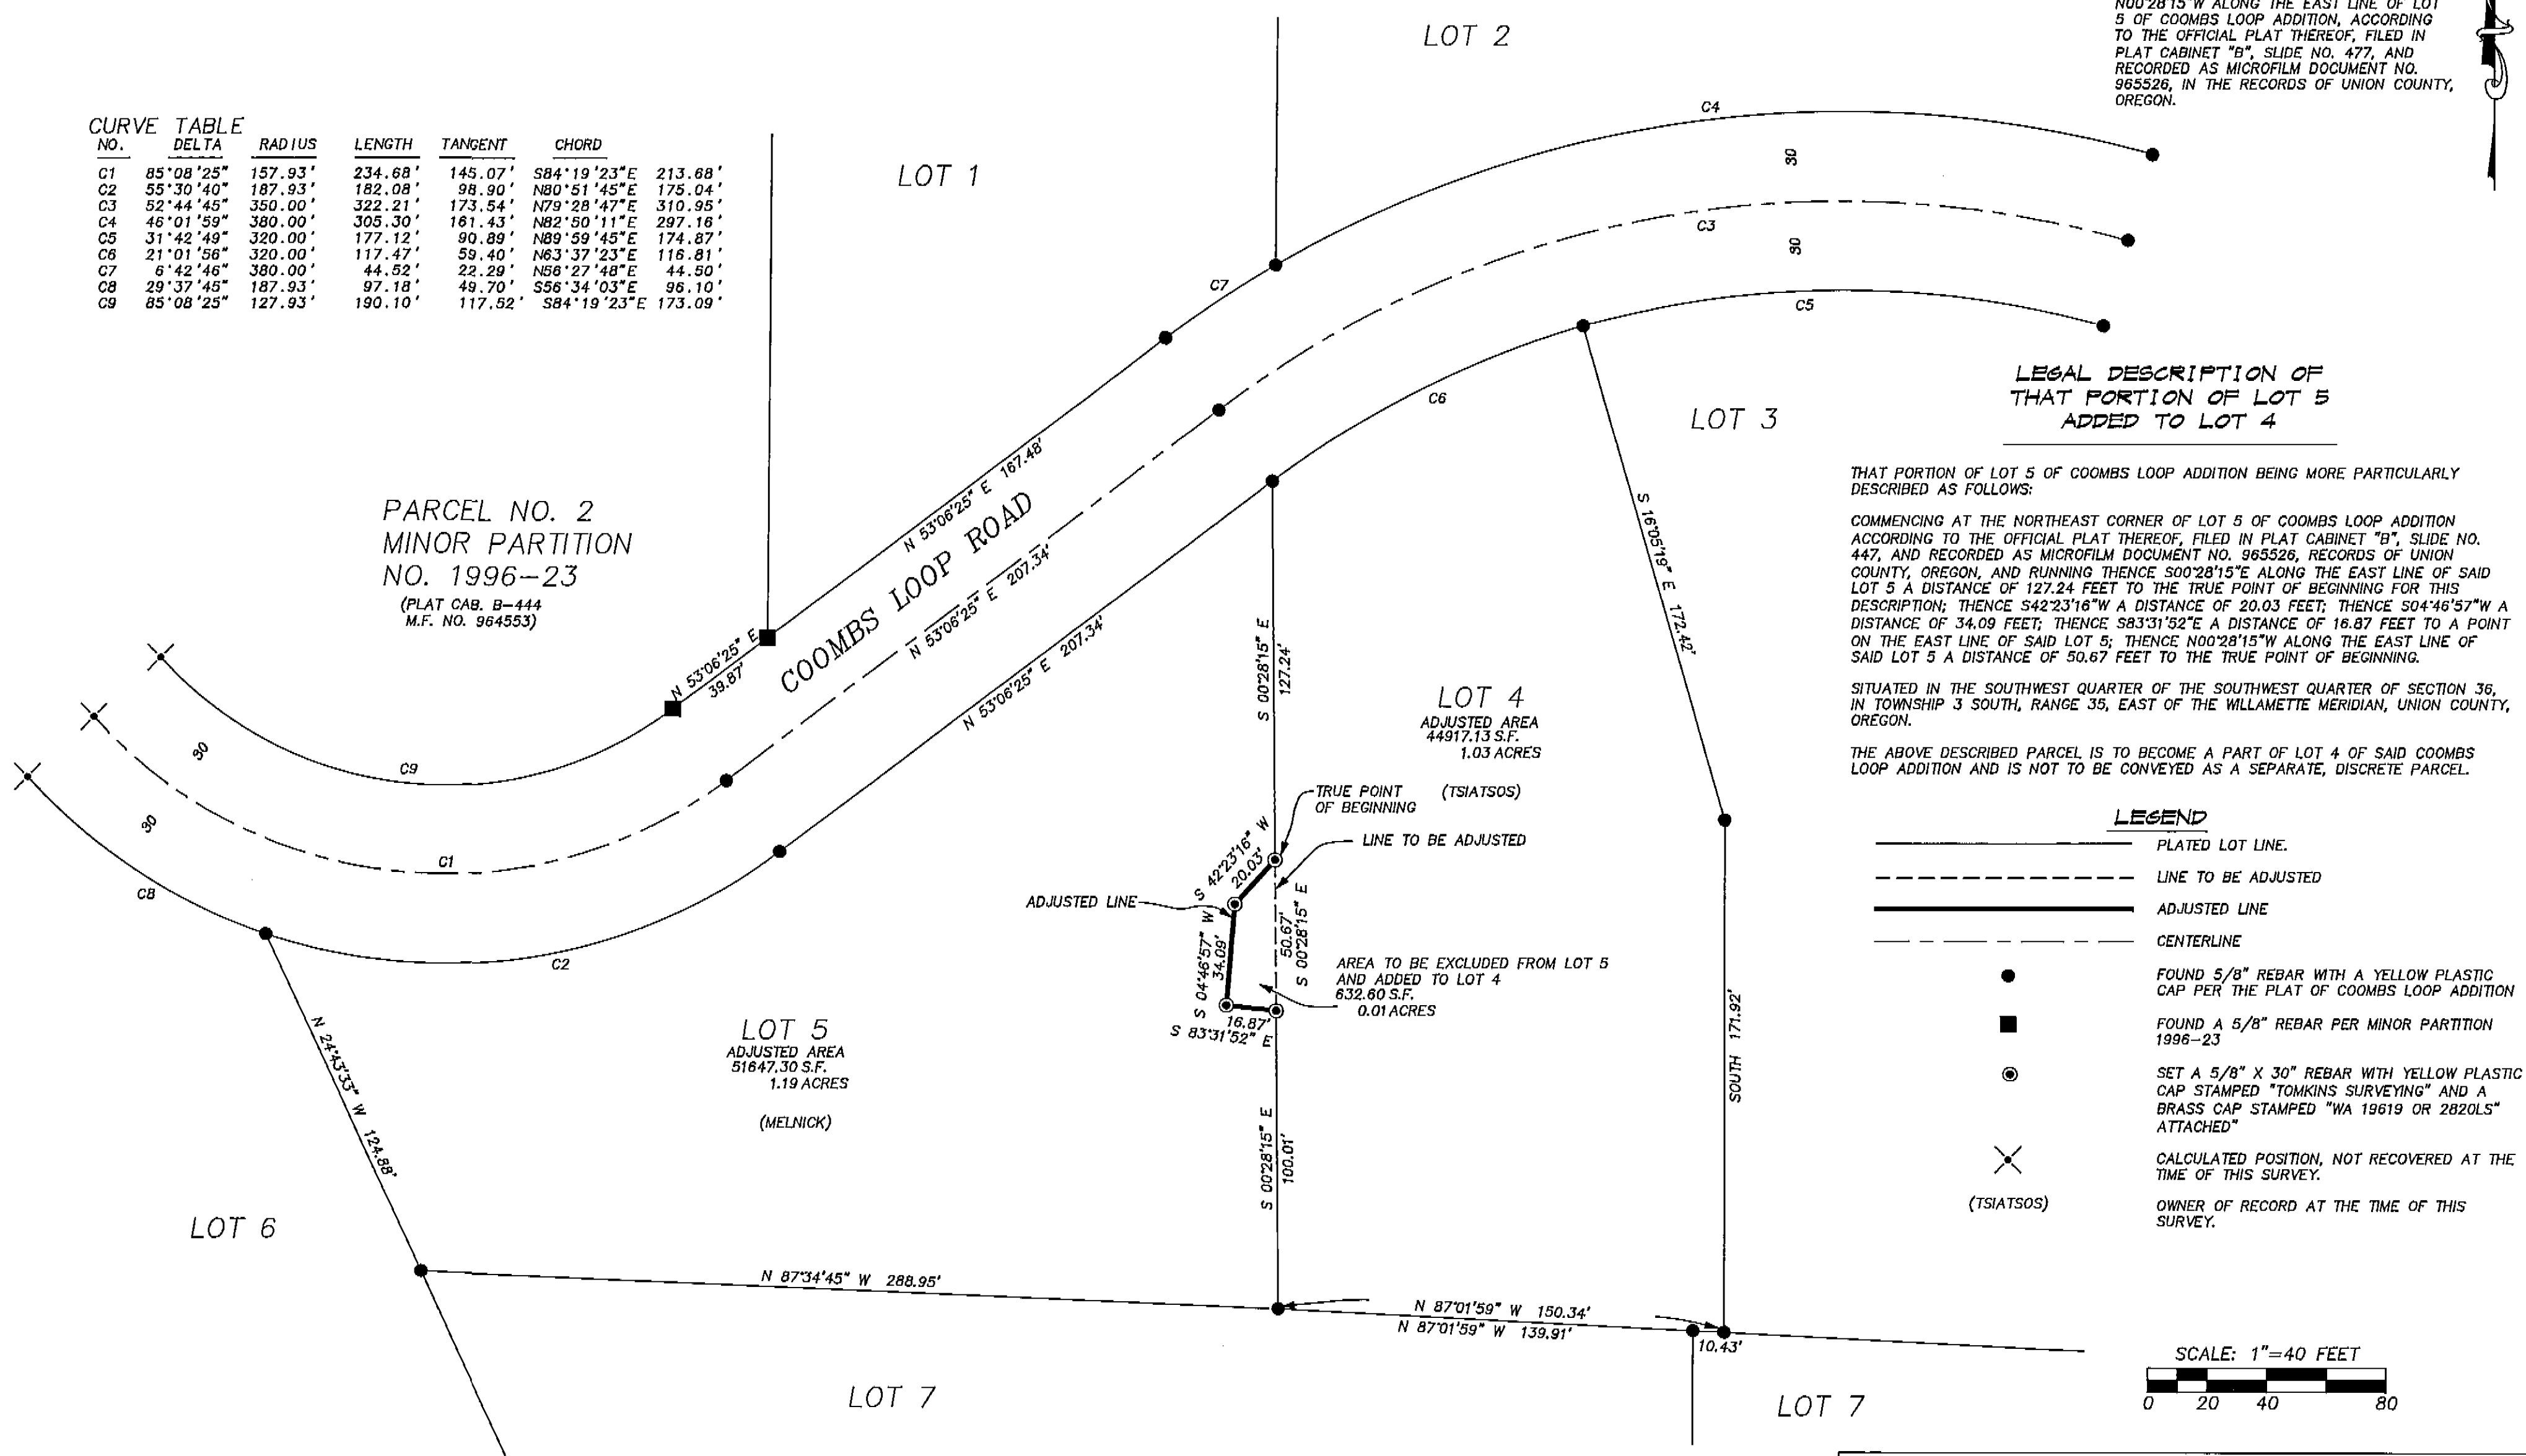 N00°28'15"W ALONG THE EAST LINE OF LOT
5 OF COOMBS LOOP ADDITION, ACCORDING
TO THE OFFICIAL PLAT THEREOF, FILED IN
PLAT CABINET "B", SLIDE NO. 477, AND
RECORDED AS MICROFILM DOCUMENT NO.
965526, IN THE RECORDS OF UNION COUNTY,
OREGON.
CURVE TABLE
NO. DELTA RADIUS LENGTH TANGENT CHORD
C1 85°08'25" 157.93' 234.68' 145.07' S84°19'23"E 213.68'
C2 55°30'40" 187.93' 182.08' 98.90' N80°51'45"E 175.04'
C3 52°44'45" 350.00' 322.21' 173.54' N79°28'47"E 310.95'
C4 46°01'59" 380.00' 305.30' 161.43' N82°50'11"E 297.16'
C5 31°42'49" 320.00' 177.12' 90.89' N89°59'45"E 174.87'
C6 21°01'56" 320.00' 117.47' 59.40' N63°37'23"E 116.81'
C7 6°42'46" 380.00' 44.52' 22.29' N56°27'48"E 44.50'
C8 29°37'45" 187.93' 97.18' 49.70' S56°34'03"E 96.10'
C9 85°08'25" 127.93' 190.10' 117.52' S84°19'23"E 173.09'
LOT 2
LOT 1
C4
30
C3
30
C7
C5
C6
LOT 3
PARCEL NO. 2
MINOR PARTITION
NO. 1996-23
(PLAT CAB. B-444
M.F. NO. 964553)
N 53°06'25" E 167.48'
COOMBS LOOP ROAD
N 53°06'25" E 207.34'
N 53°06'25" E 207.34'
N 53°06'25" E
39.87'
30
30
C9
C1
C8
C2
S 16°05'19" E 172.42'
S 00°28'15" E
127.24'
LOT 4
ADJUSTED AREA
44917.13 S.F.
1.03 ACRES
(TSIATSOS)
TRUE POINT
OF BEGINNING
LINE TO BE ADJUSTED
S 42°23'16" W
20.03'
ADJUSTED LINE
S 04°46'57" W
34.09'
50.67'
S 00°28'15" E
AREA TO BE EXCLUDED FROM LOT 5
AND ADDED TO LOT 4
632.60 S.F.
0.01 ACRES
16.87'
S 83°31'52" E
LOT 5
ADJUSTED AREA
51647.30 S.F.
1.19 ACRES
(MELNICK)
N 24°43'33" W 124.88'
S 00°28'15" E
100.01'
SOUTH 171.92'
LOT 6
N 87°34'45" W 288.95'
N 87°01'59" W 150.34'
N 87°01'59" W 139.91'
10.43'
LOT 7
LOT 7
LEGAL DESCRIPTION OF
THAT PORTION OF LOT 5
ADDED TO LOT 4
THAT PORTION OF LOT 5 OF COOMBS LOOP ADDITION BEING MORE PARTICULARLY
DESCRIBED AS FOLLOWS:
COMMENCING AT THE NORTHEAST CORNER OF LOT 5 OF COOMBS LOOP ADDITION
ACCORDING TO THE OFFICIAL PLAT THEREOF, FILED IN PLAT CABINET "B", SLIDE NO.
447, AND RECORDED AS MICROFILM DOCUMENT NO. 965526, RECORDS OF UNION
COUNTY, OREGON, AND RUNNING THENCE S00°28'15"E ALONG THE EAST LINE OF SAID
LOT 5 A DISTANCE OF 127.24 FEET TO THE TRUE POINT OF BEGINNING FOR THIS
DESCRIPTION; THENCE S42°23'16"W A DISTANCE OF 20.03 FEET; THENCE S04°46'57"W A
DISTANCE OF 34.09 FEET; THENCE S83°31'52"E A DISTANCE OF 16.87 FEET TO A POINT
ON THE EAST LINE OF SAID LOT 5; THENCE N00°28'15"W ALONG THE EAST LINE OF
SAID LOT 5 A DISTANCE OF 50.67 FEET TO THE TRUE POINT OF BEGINNING.
SITUATED IN THE SOUTHWEST QUARTER OF THE SOUTHWEST QUARTER OF SECTION 36,
IN TOWNSHIP 3 SOUTH, RANGE 35, EAST OF THE WILLAMETTE MERIDIAN, UNION COUNTY,
OREGON.
THE ABOVE DESCRIBED PARCEL IS TO BECOME A PART OF LOT 4 OF SAID COOMBS
LOOP ADDITION AND IS NOT TO BE CONVEYED AS A SEPARATE, DISCRETE PARCEL.
LEGEND
PLATED LOT LINE.
LINE TO BE ADJUSTED
ADJUSTED LINE
CENTERLINE
FOUND 5/8" REBAR WITH A YELLOW PLASTIC
CAP PER THE PLAT OF COOMBS LOOP ADDITION
FOUND A 5/8" REBAR PER MINOR PARTITION
1996-23
SET A 5/8" X 30" REBAR WITH YELLOW PLASTIC
CAP STAMPED "TOMKINS SURVEYING" AND A
BRASS CAP STAMPED "WA 19619 OR 2820LS"
ATTACHED"
CALCULATED POSITION, NOT RECOVERED AT THE
TIME OF THIS SURVEY.
(TSIATSOS) OWNER OF RECORD AT THE TIME OF THIS
SURVEY.
SCALE: 1"=40 FEET
0 20 40 80